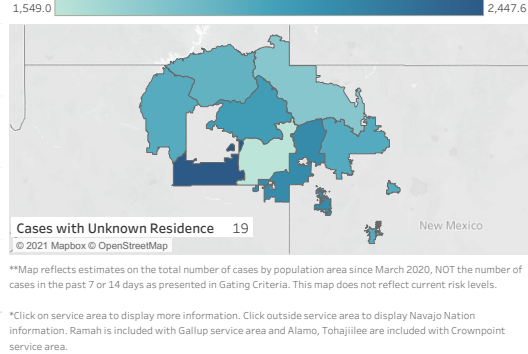 1,549.0
2,447.6
New Mexico
Cases with Unknown Residence 19
© 2021 Mapbox © OpenStreetMap
**Map reflects estimates on the total number of cases by population area since March 2020, NOT the number of
cases in the past 7 or 14 days as presented in Gating Criteria. This map does not reflect current risk levels.
*Click on service area to display more information. Click outside service area to display Navajo Nation
information. Ramah is included with Gallup service area and Alamo, Tohajiilee are included with Crownpoint
service area.